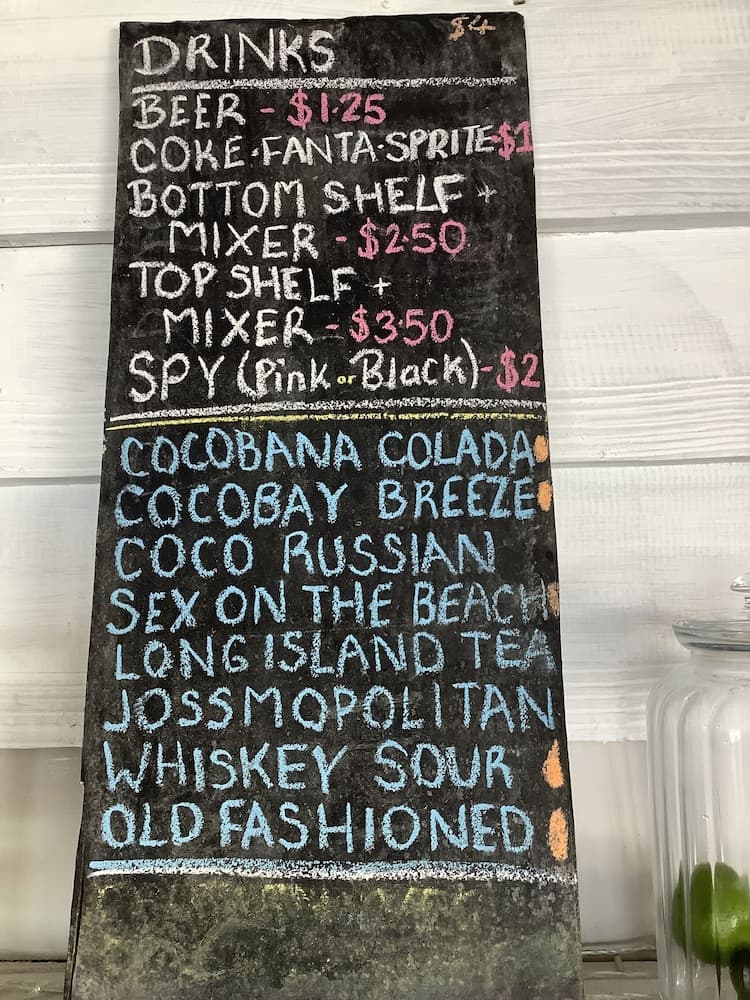 DRINKS $4
BEER - $1.25
COKE·FANTA·SPRITE-$1
BOTTOM SHELF +
MIXER - $2.50
TOP SHELF +
MIXER - $3.50
SPY (Pink or Black) - $2
COCOBANA COLADA
COCOBAY BREEZE
COCO RUSSIAN
SEX ON THE BEACH
LONG ISLAND TEA
JOSSMOPOLITAN
WHISKEY SOUR
OLD FASHIONED